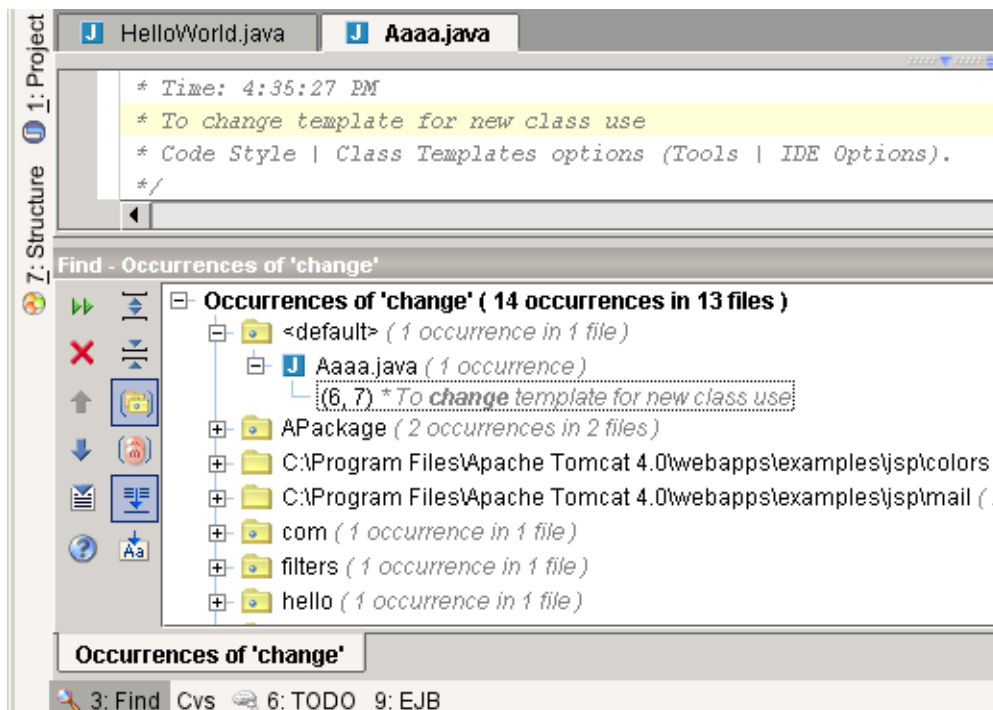 HelloWorld.java
Aaaa.java
1: Project
7: Structure
* Time: 4:35:27 PM
* To change template for new class use
* Code Style | Class Templates options (Tools | IDE Options).
*/
Find - Occurrences of 'change'
Occurrences of 'change' ( 14 occurrences in 13 files )
<default> ( 1 occurrence in 1 file )
Aaaa.java ( 1 occurrence )
(6, 7) * To change template for new class use
APackage ( 2 occurrences in 2 files )
C:\Program Files\Apache Tomcat 4.0\webapps\examples\jsp\colors
C:\Program Files\Apache Tomcat 4.0\webapps\examples\jsp\mail (
com ( 1 occurrence in 1 file )
filters ( 1 occurrence in 1 file )
hello ( 1 occurrence in 1 file )
Occurrences of 'change'
3: Find Cvs 6: TODO 9: EJB